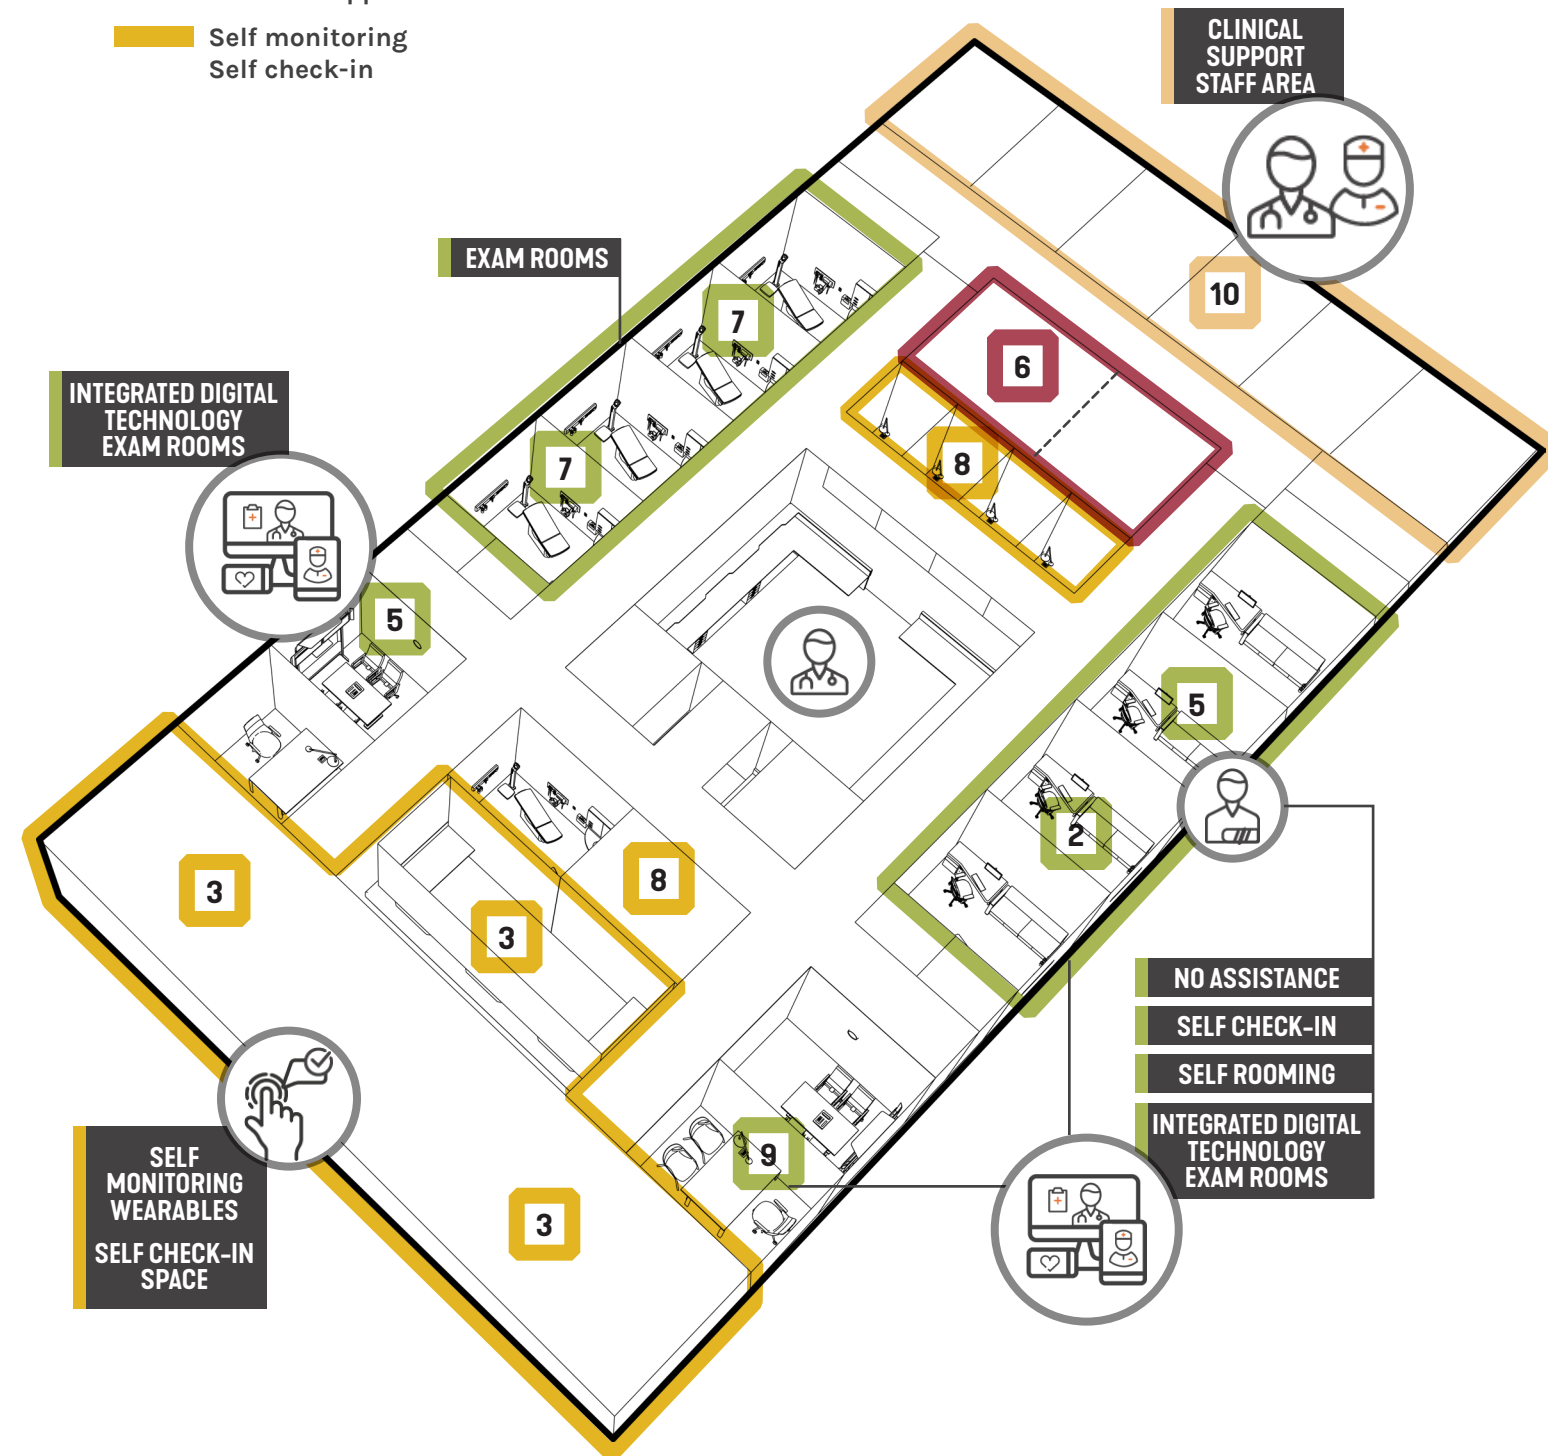 Self monitoring
Self check-in
CLINICAL
SUPPORT
STAFF AREA
EXAM ROOMS
10
7
6
INTEGRATED DIGITAL
TECHNOLOGY
EXAM ROOMS
7
8
5
5
2
3
8
3
NO ASSISTANCE
SELF CHECK-IN
SELF ROOMING
INTEGRATED DIGITAL
TECHNOLOGY
EXAM ROOMS
9
SELF
MONITORING
WEARABLES
SELF CHECK-IN
SPACE
3